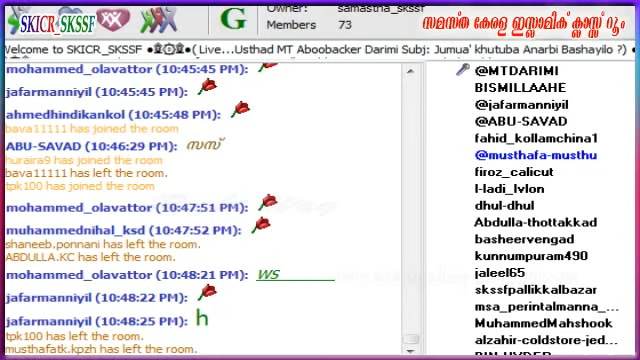 SKICR_SKSSF
Owner: samastha_skssf
Members 73
G
സമസ്ത കേരള ഇസ്ലാമിക് ക്ലാസ്സ് റൂം
Welcome to SKICR_SKSSF (Live...Usthad MT Aboobacker Darimi Subj: Jumua' khutuba Anarbi Bashayilo ?)
mohammed_olavattor (10:45:45 PM):
jafarmanniyil (10:45:45 PM):
ahmedhindikankol (10:45:48 PM):
bava11111 has joined the room
ABU-SAVAD (10:46:29 PM): സസ്
huraira9 has joined the room
bava11111 has left the room.
tpk100 has joined the room
mohammed_olavattor (10:47:51 PM):
muhammednihal_ksd (10:47:52 PM):
shaneeb.ponnani has left the room.
ABDULLA.KC has left the room.
mohammed_olavattor (10:48:21 PM): WS
jafarmanniyil (10:48:22 PM):
jafarmanniyil (10:48:25 PM): h
tpk100 has left the room.
musthafatk.kpzh has left the room.
@MTDARIMI
BISMILLAAHE
@jafarmanniyil
@ABU-SAVAD
fahid_kollamchina1
@musthafa-musthu
firoz_calicut
l-ladi_lvlon
dhul-dhul
Abdulla-thottakkad
basheervengad
kunnumpuram490
jaleel65
skssfpallikkalbazar
msa_perintalmanna_...
MuhammedMahshook
alzahir-coldstore-jed...